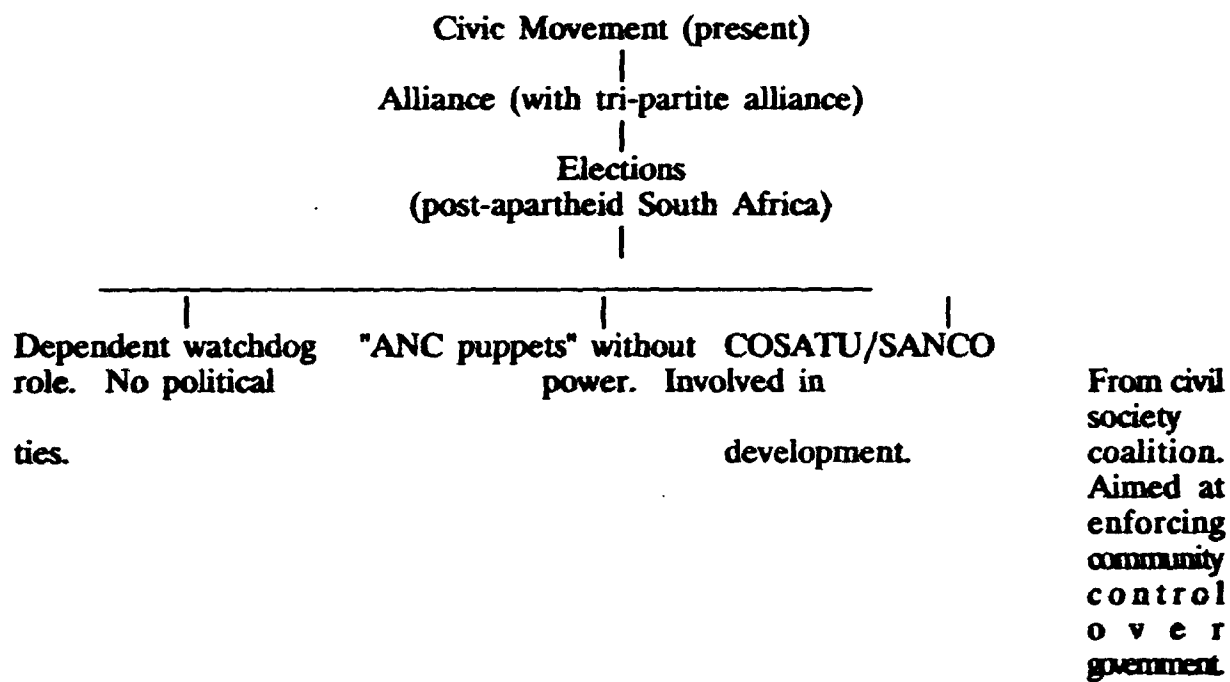 Civic Movement (present)
Alliance (with tri-partite alliance)
Elections
(post-apartheid South Africa)
Dependent watchdog "ANC puppets" without COSATU/SANCO
role. No political power. Involved in From civil
society
ties. development. coalition.
Aimed at
enforcing
community
control
over
government.